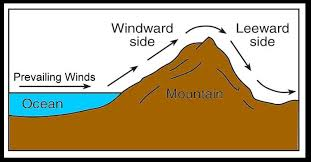 Windward
side
Leeward
side
Prevailing Winds
Ocean
Mountain